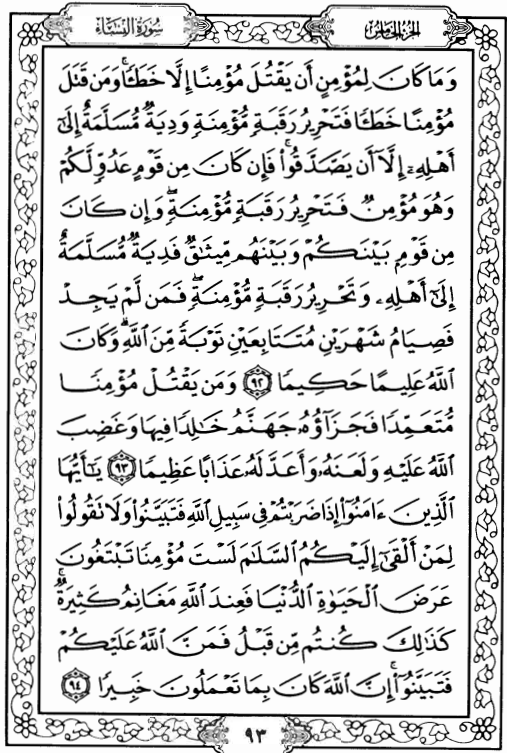 الجزء الخامس
سورة النساء
وَمَا كَانَ لِمُؤْمِنٍ أَن يَقْتُلَ مُؤْمِنًا إِلَّا خَطَـًٔا ۚ وَمَن قَتَلَ
مُؤْمِنًا خَطَـًٔا فَتَحْرِيرُ رَقَبَةٍ مُّؤْمِنَةٍ وَدِيَةٌ مُّسَلَّمَةٌ إِلَىٰٓ
أَهْلِهِۦٓ إِلَّآ أَن يَصَّدَّقُوا۟ ۚ فَإِن كَانَ مِن قَوْمٍ عَدُوٍّ لَّكُمْ
وَهُوَ مُؤْمِنٌ فَتَحْرِيرُ رَقَبَةٍ مُّؤْمِنَةٍ ۖ وَإِن كَانَ
مِن قَوْمٍۭ بَيْنَكُمْ وَبَيْنَهُم مِّيثَـٰقٌ فَدِيَةٌ مُّسَلَّمَةٌ
إِلَىٰٓ أَهْلِهِۦ وَتَحْرِيرُ رَقَبَةٍ مُّؤْمِنَةٍ ۖ فَمَن لَّمْ يَجِدْ
فَصِيَامُ شَهْرَيْنِ مُتَتَابِعَيْنِ تَوْبَةً مِّنَ ٱللَّهِ ۗ وَكَانَ
ٱللَّهُ عَلِيمًا حَكِيمًا ٩٢ وَمَن يَقْتُلْ مُؤْمِنًا
مُّتَعَمِّدًا فَجَزَآؤُهُۥ جَهَنَّمُ خَـٰلِدًا فِيهَا وَغَضِبَ
ٱللَّهُ عَلَيْهِ وَلَعَنَهُۥ وَأَعَدَّ لَهُۥ عَذَابًا عَظِيمًا ٩٣ يَـٰٓأَيُّهَا
ٱلَّذِينَ ءَامَنُوٓا۟ إِذَا ضَرَبْتُمْ فِى سَبِيلِ ٱللَّهِ فَتَبَيَّنُوا۟ وَلَا تَقُولُوا۟
لِمَنْ أَلْقَىٰٓ إِلَيْكُمُ ٱلسَّلَـٰمَ لَسْتَ مُؤْمِنًا تَبْتَغُونَ
عَرَضَ ٱلْحَيَوٰةِ ٱلدُّنْيَا فَعِندَ ٱللَّهِ مَغَانِمُ كَثِيرَةٌ ۚ
كَذَٰلِكَ كُنتُم مِّن قَبْلُ فَمَنَّ ٱللَّهُ عَلَيْكُمْ
فَتَبَيَّنُوٓا۟ ۚ إِنَّ ٱللَّهَ كَانَ بِمَا تَعْمَلُونَ خَبِيرًا ٩٤
٩٣